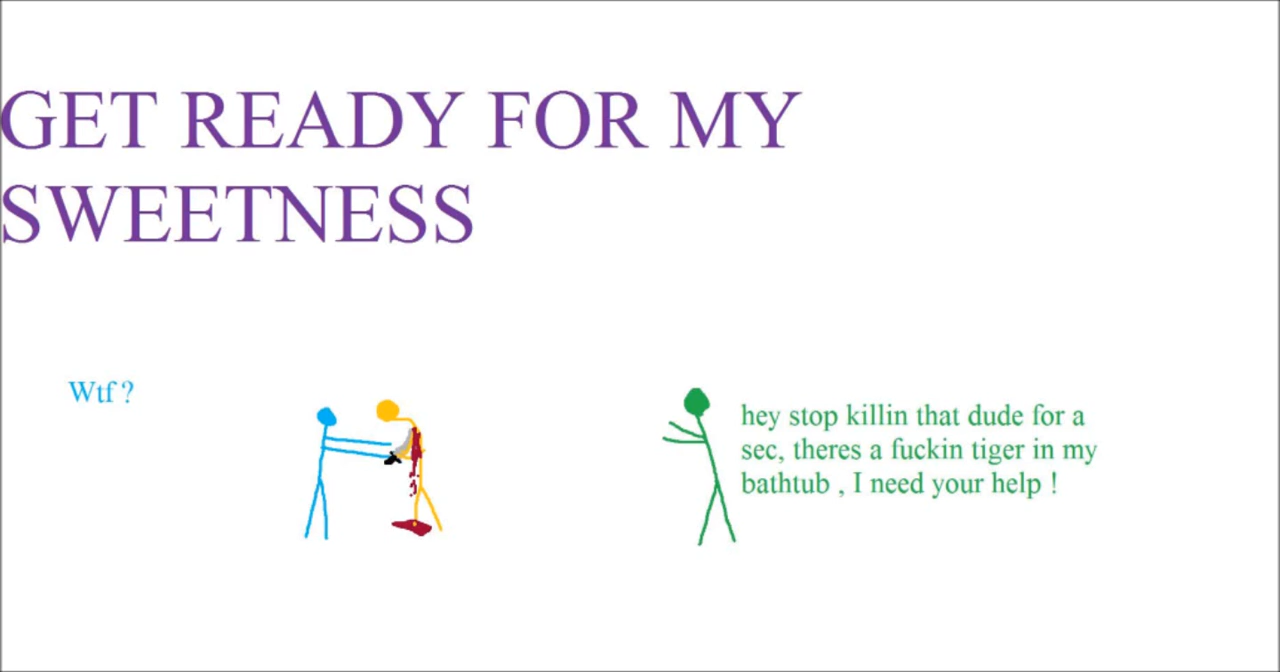 GET READY FOR MY
SWEETNESS
Wtf ?
hey stop killin that dude for a
sec, theres a fuckin tiger in my
bathtub , I need your help !